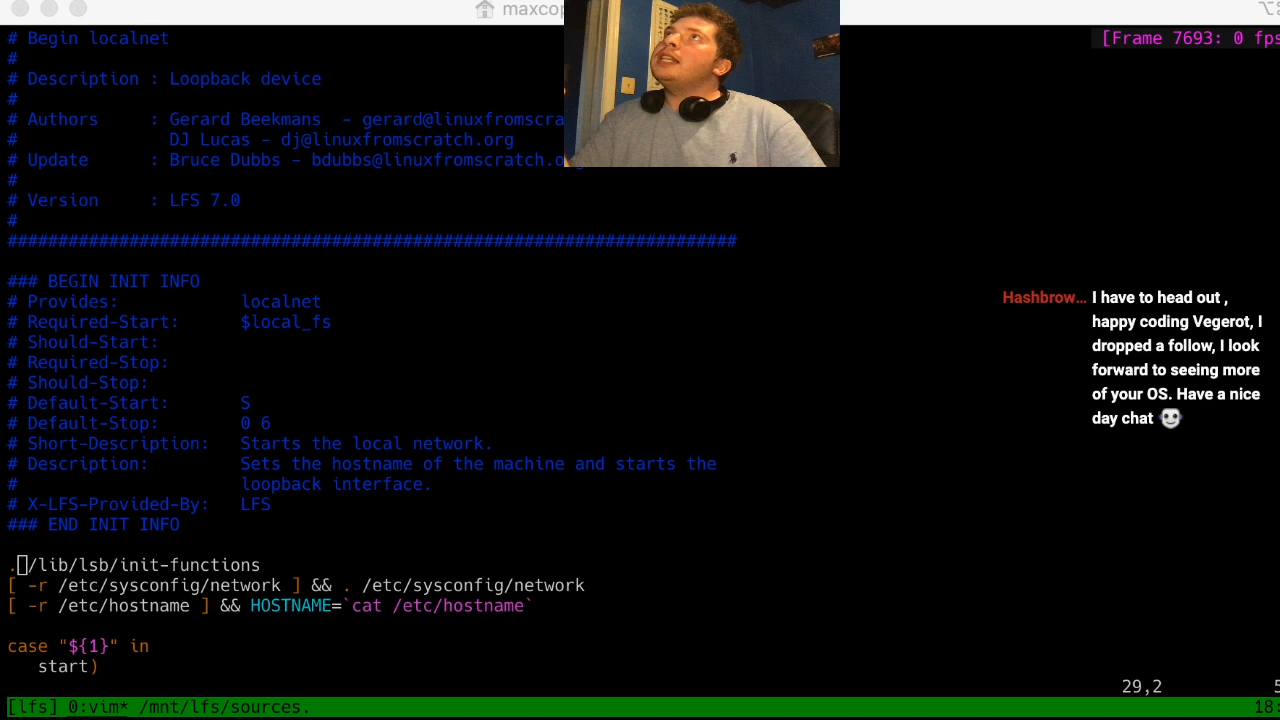 maxcop
# Begin localnet
[Frame 7693: 0 fps
#
# Description : Loopback device
#
# Authors     : Gerard Beekmans  - gerard@linuxfromscra
#               DJ Lucas - dj@linuxfromscratch.org
# Update      : Bruce Dubbs - bdubbs@linuxfromscratch.o
#
# Version     : LFS 7.0
#
########################################################################
### BEGIN INIT INFO
# Provides:            localnet
# Required-Start:      $local_fs
# Should-Start:
# Required-Stop:
# Should-Stop:
# Default-Start:       S
# Default-Stop:        0 6
# Short-Description:   Starts the local network.
# Description:         Sets the hostname of the machine and starts the
#                      loopback interface.
# X-LFS-Provided-By:   LFS
### END INIT INFO
. /lib/lsb/init-functions
[ -r /etc/sysconfig/network ] && . /etc/sysconfig/network
[ -r /etc/hostname ] && HOSTNAME=`cat /etc/hostname`
case "${1}" in
   start)
Hashbrow… I have to head out ,
happy coding Vegerot, I
dropped a follow, I look
forward to seeing more
of your OS. Have a nice
day chat
29,2
[lfs] 0:vim* /mnt/lfs/sources.
18: